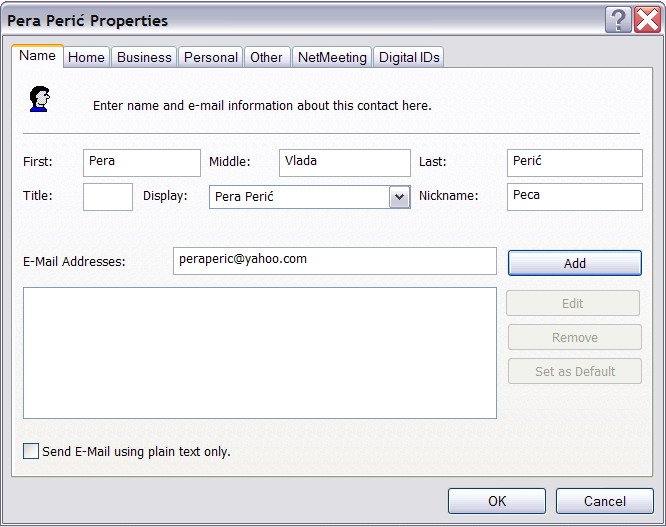 Pera Perić Properties
Name Home Business Personal Other NetMeeting Digital IDs
Enter name and e-mail information about this contact here.
First: Pera Middle: Vlada Last: Perić
Title: Display: Pera Perić Nickname: Peca
E-Mail Addresses: peraperic@yahoo.com Add
Edit
Remove
Set as Default
Send E-Mail using plain text only.
OK Cancel